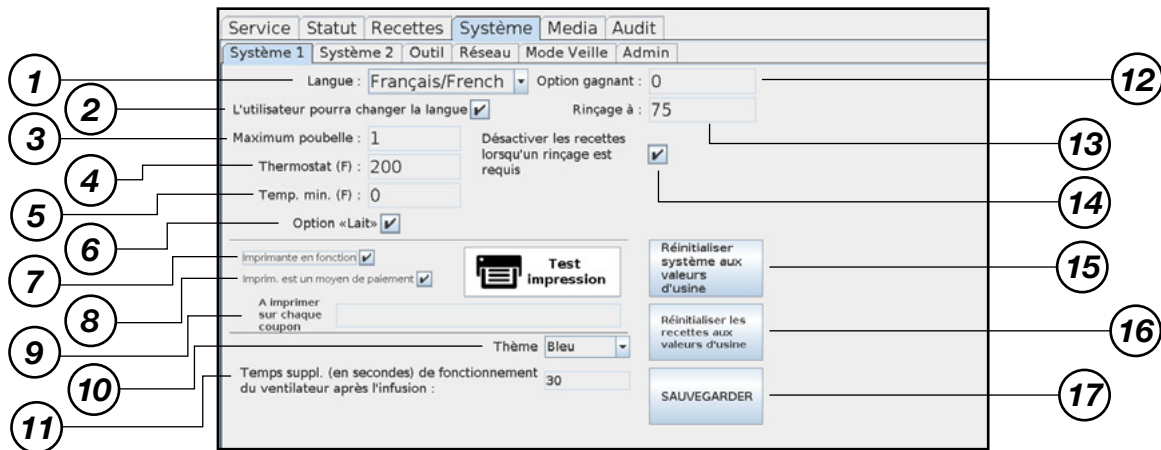 Service Statut Recettes Système Media Audit
Système 1 Système 2 Outil Réseau Mode Veille Admin
1 Langue : Français/French Option gagnant : 0 12
2 L'utilisateur pourra changer la langue Rinçage à : 75 13
3 Maximum poubelle : 1
Désactiver les recettes
lorsqu'un rinçage est
requis
14
4 Thermostat (F) : 200
5 Temp. min. (F) : 0
6 Option «Lait»
7 Imprimante en fonction
8 Imprim. est un moyen de paiement
Test
impression
Réinitialiser
système aux
valeurs
d'usine
15
9 A imprimer
sur chaque
coupon
Réinitialiser les
recettes aux
valeurs d'usine
16
10 Thème Bleu
11 Temps suppl. (en secondes) de fonctionnement
du ventilateur après l'infusion :
30
SAUVEGARDER 17